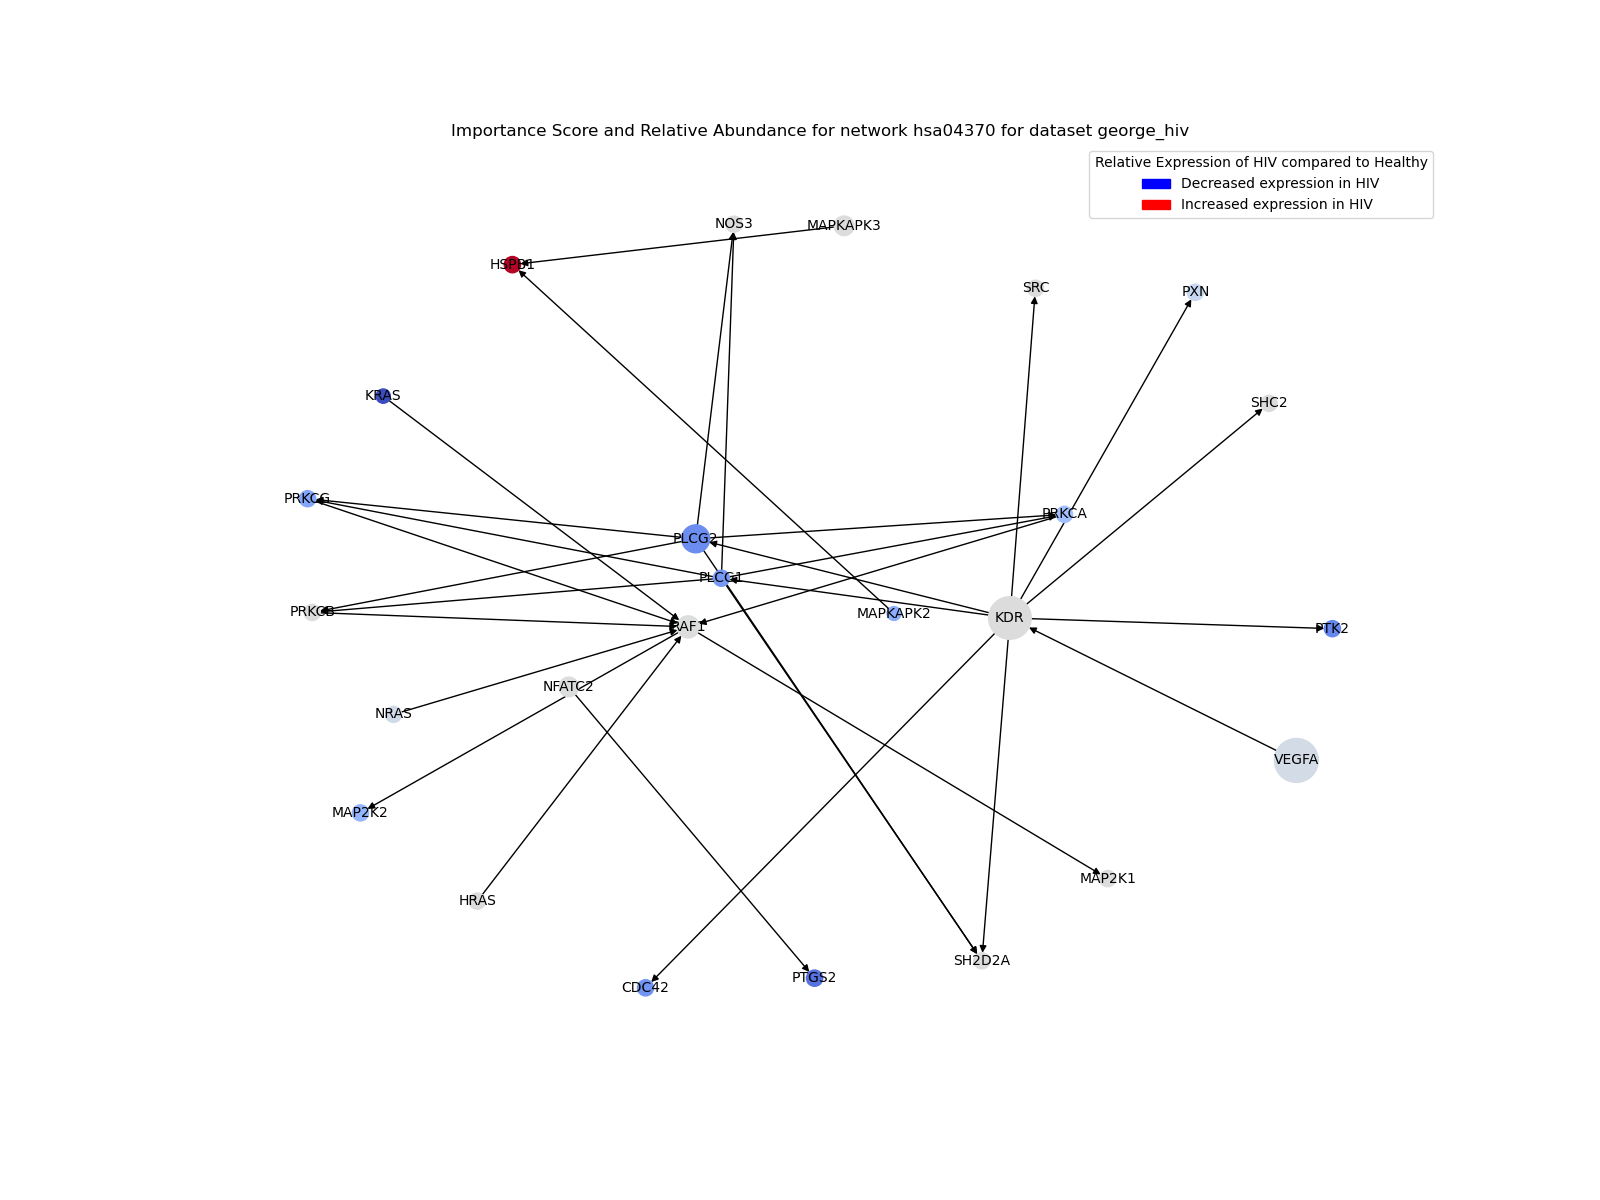 Importance Score and Relative Abundance for network hsa04370 for dataset george_hiv
Relative Expression of HIV compared to Healthy
Decreased expression in HIV
Increased expression in HIV
NOS3
MAPKAPK3
HSPB1
SRC
PXN
KRAS
SHC2
PRKCG
PRKCA
PLCG2
PLCG1
PRKCB
MAPKAPK2
KDR
RAF1
PTK2
NFATC2
NRAS
VEGFA
MAP2K2
MAP2K1
HRAS
SH2D2A
PTGS2
CDC42